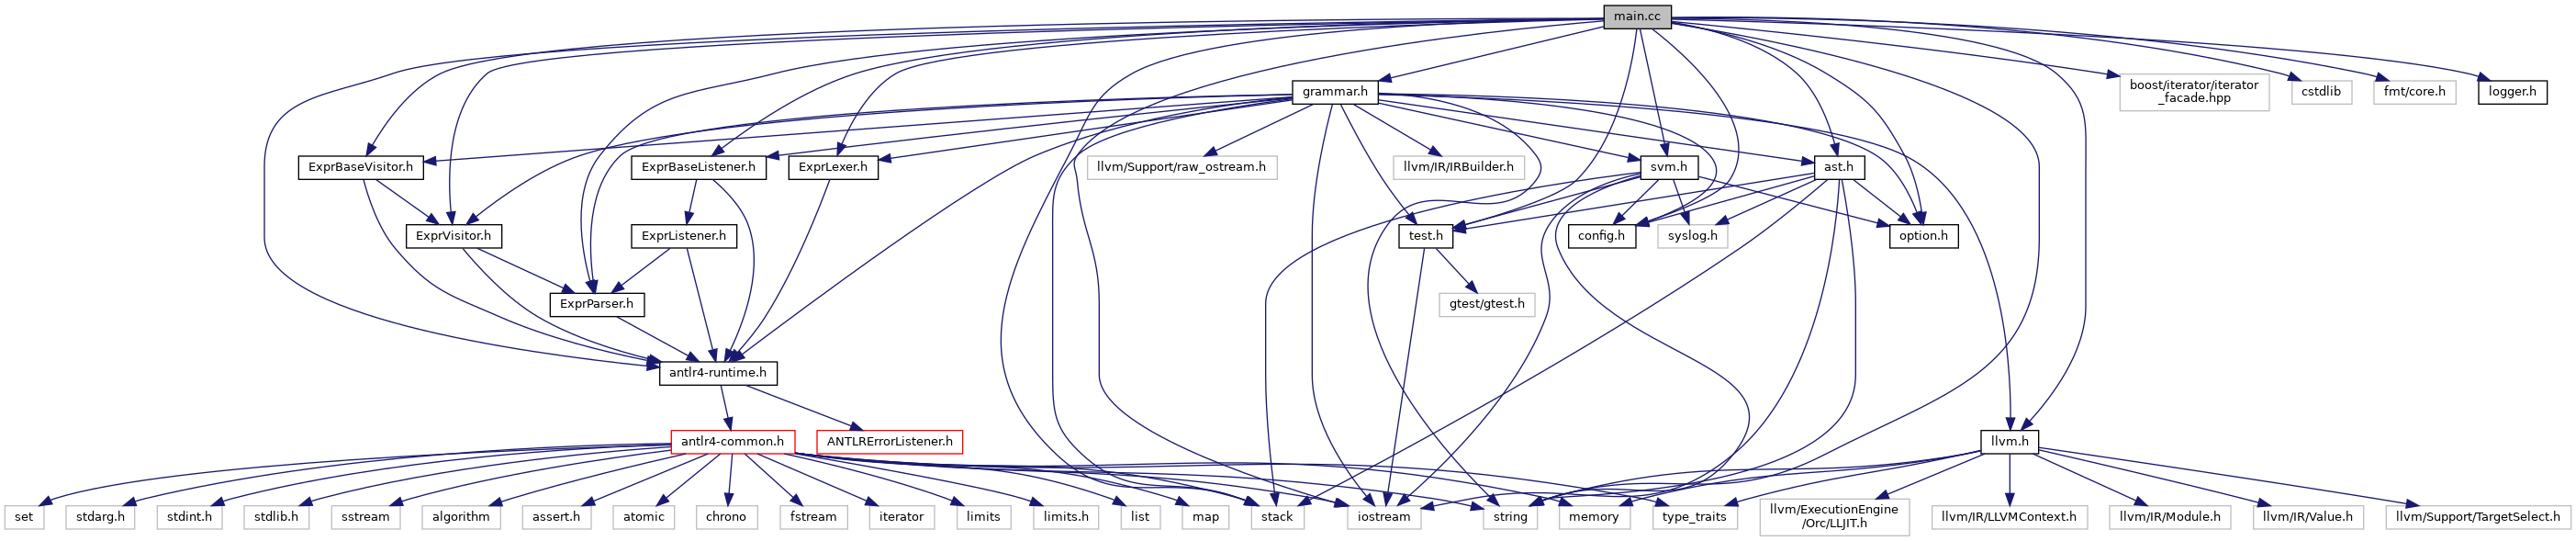 main.cc
grammar.h
boost/iterator/iterator
_facade.hpp
cstdlib
fmt/core.h
logger.h
ExprBaseVisitor.h
ExprBaseListener.h
ExprLexer.h
llvm/Support/raw_ostream.h
llvm/IR/IRBuilder.h
svm.h
ast.h
ExprVisitor.h
ExprListener.h
test.h
config.h
syslog.h
option.h
ExprParser.h
gtest/gtest.h
antlr4-runtime.h
antlr4-common.h
ANTLRErrorListener.h
llvm.h
set
stdarg.h
stdint.h
stdlib.h
sstream
algorithm
assert.h
atomic
chrono
fstream
iterator
limits
limits.h
list
map
stack
iostream
string
memory
type_traits
llvm/ExecutionEngine
/Orc/LLJIT.h
llvm/IR/LLVMContext.h
llvm/IR/Module.h
llvm/IR/Value.h
llvm/Support/TargetSelect.h